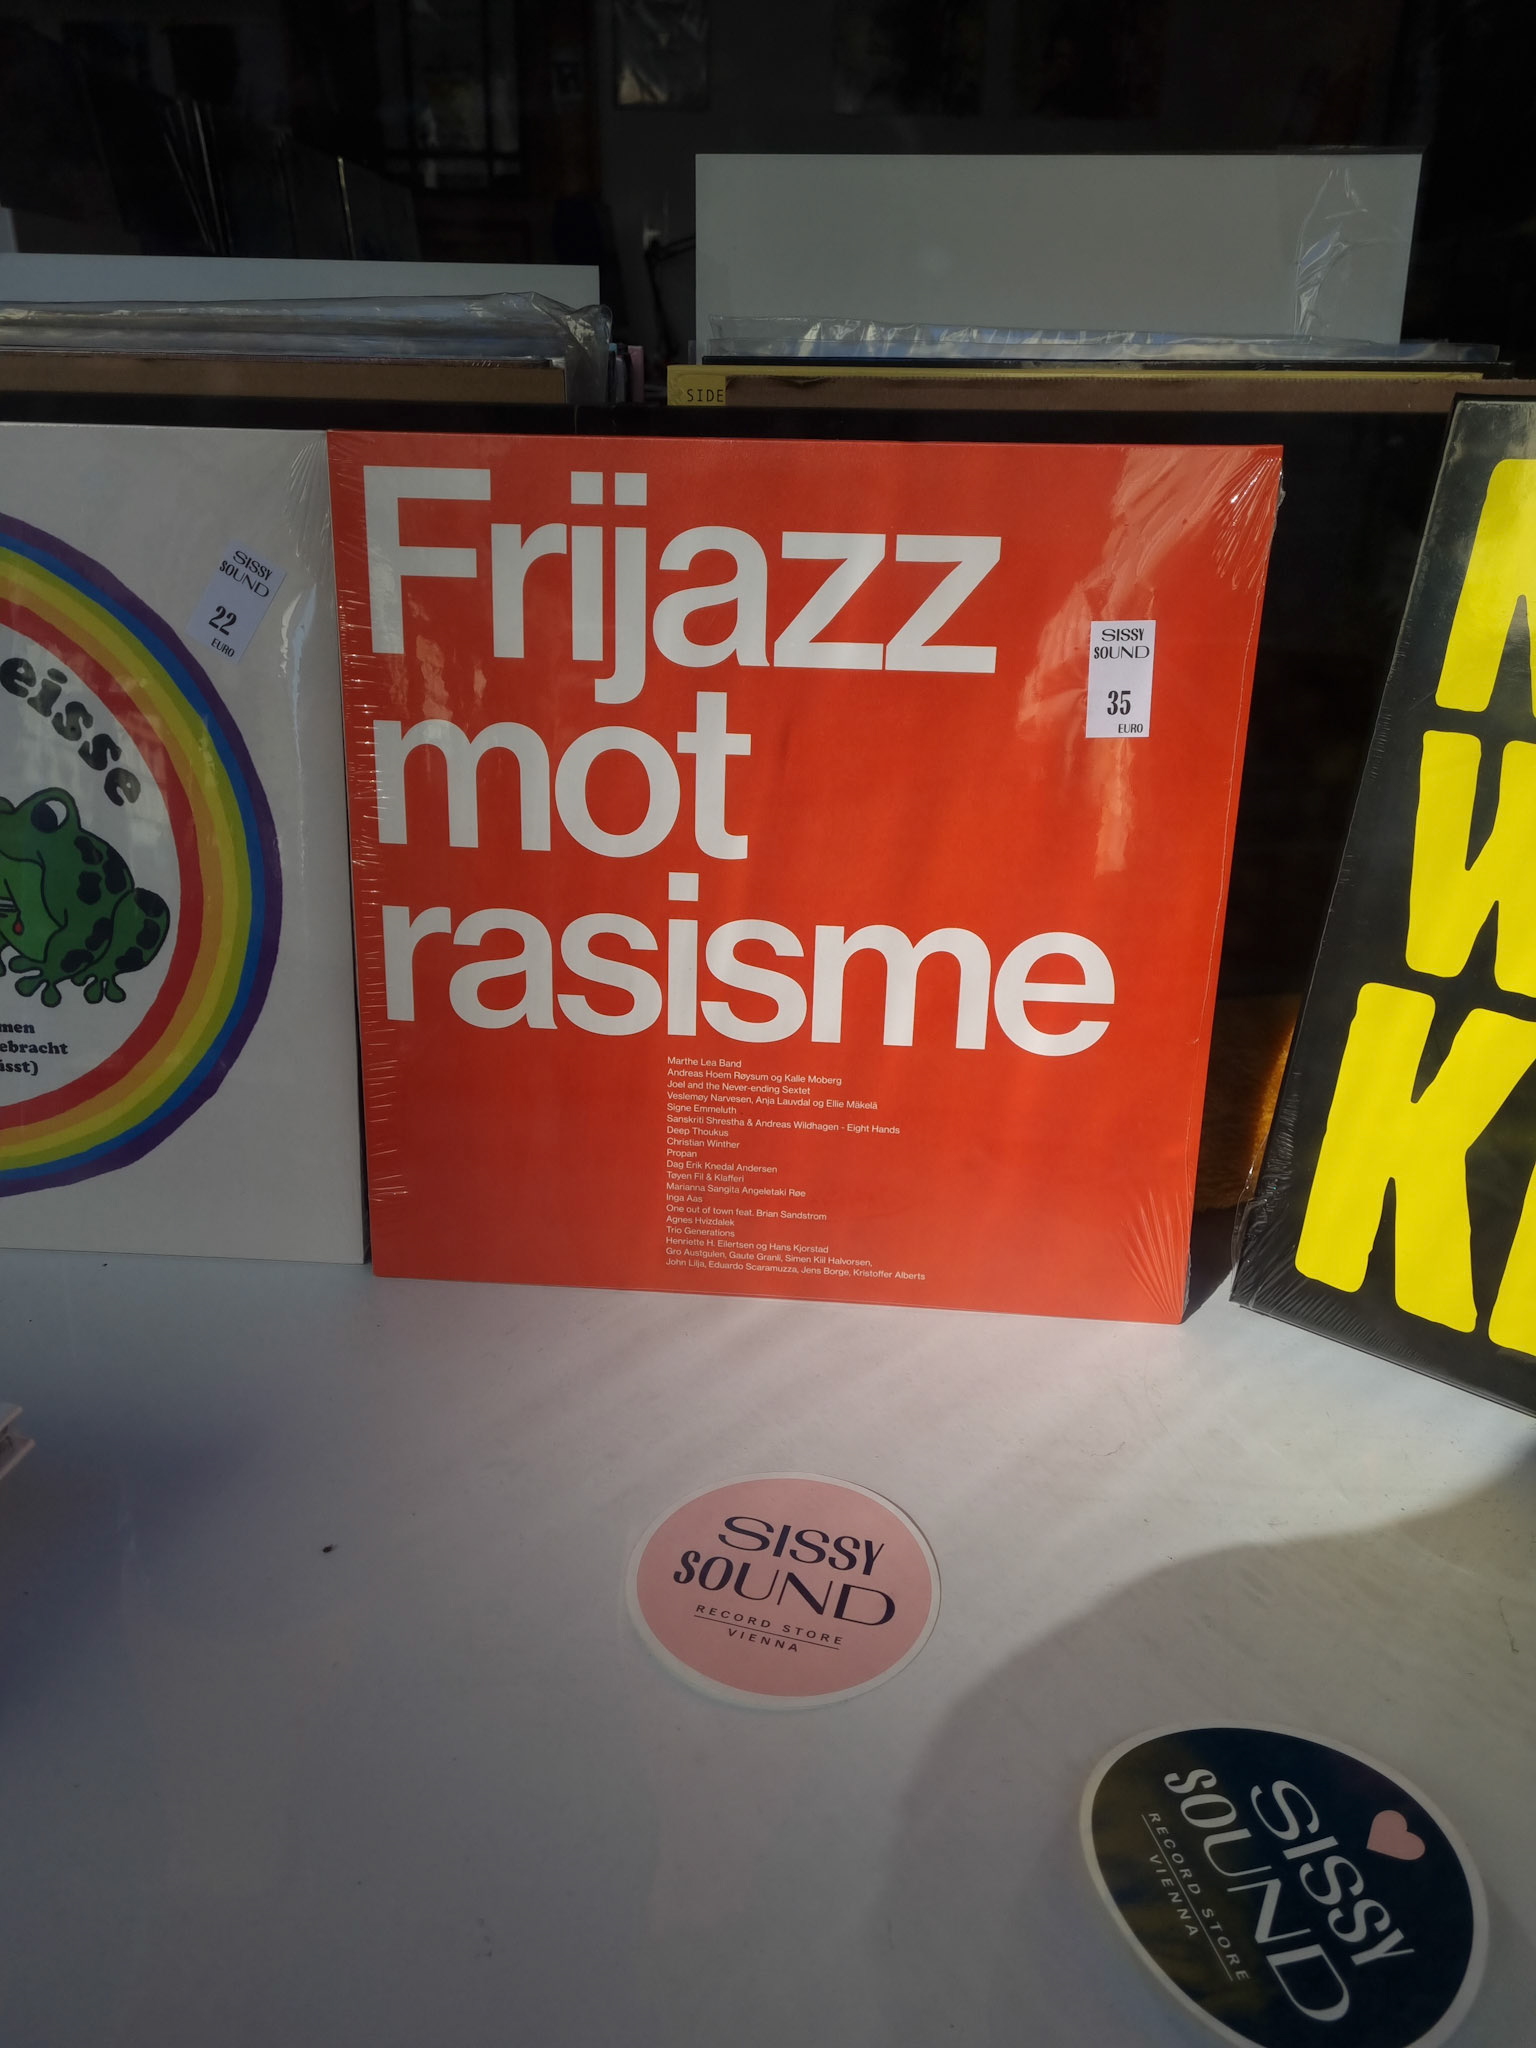 SIDE
eisse
men
ebracht
ässt)
SISSY
SOUND
22
EURO
Frijazz
mot
rasisme
SISSY
SOUND
35
EURO
Marthe Lea Band
Andreas Hoem Røysum og Kalle Moberg
Joel and the Never-ending Sextet
Veslemøy Narvesen, Anja Lauvdal og Ellie Mäkelä
Signe Emmeluth
Sanskriti Shrestha & Andreas Wildhagen - Eight Hands
Deep Thoukus
Christian Winther
Propan
Dag Erik Knedal Andersen
Tøyen Fil & Klafferi
Marianna Sangita Angeletaki Røe
Inga Aas
One out of town feat. Brian Sandstrom
Agnes Hvizdalek
Trio Generations
Henriette H. Eilertsen og Hans Kjorstad
Gro Austgulen, Gaute Granli, Simen Kiil Halvorsen,
John Lilja, Eduardo Scaramuzza, Jens Borge, Kristoffer Alberts
W
K
SISSY
SOUND
RECORD STORE
VIENNA
SISSY
SOUND
RECORD STORE
VIENNA